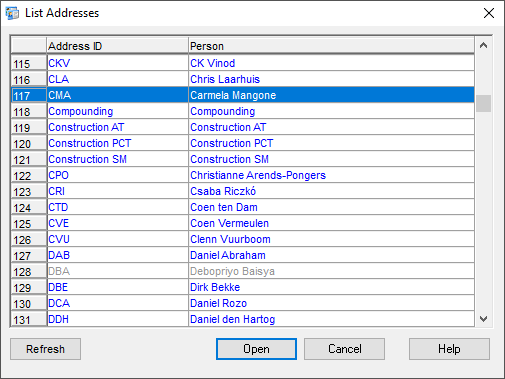 List Addresses
Address ID Person
115 CKV CK Vinod
116 CLA Chris Laarhuis
117 CMA Carmela Mangone
118 Compounding Compounding
119 Construction AT Construction AT
120 Construction PCT Construction PCT
121 Construction SM Construction SM
122 CPO Christianne Arends-Pongers
123 CRI Csaba Riczkó
124 CTD Coen ten Dam
125 CVE Coen Vermeulen
126 CVU Clenn Vuurboom
127 DAB Daniel Abraham
128 DBA Debopriyo Baisya
129 DBE Dirk Bekke
130 DCA Daniel Rozo
131 DDH Daniel den Hartog
Refresh Open Cancel Help